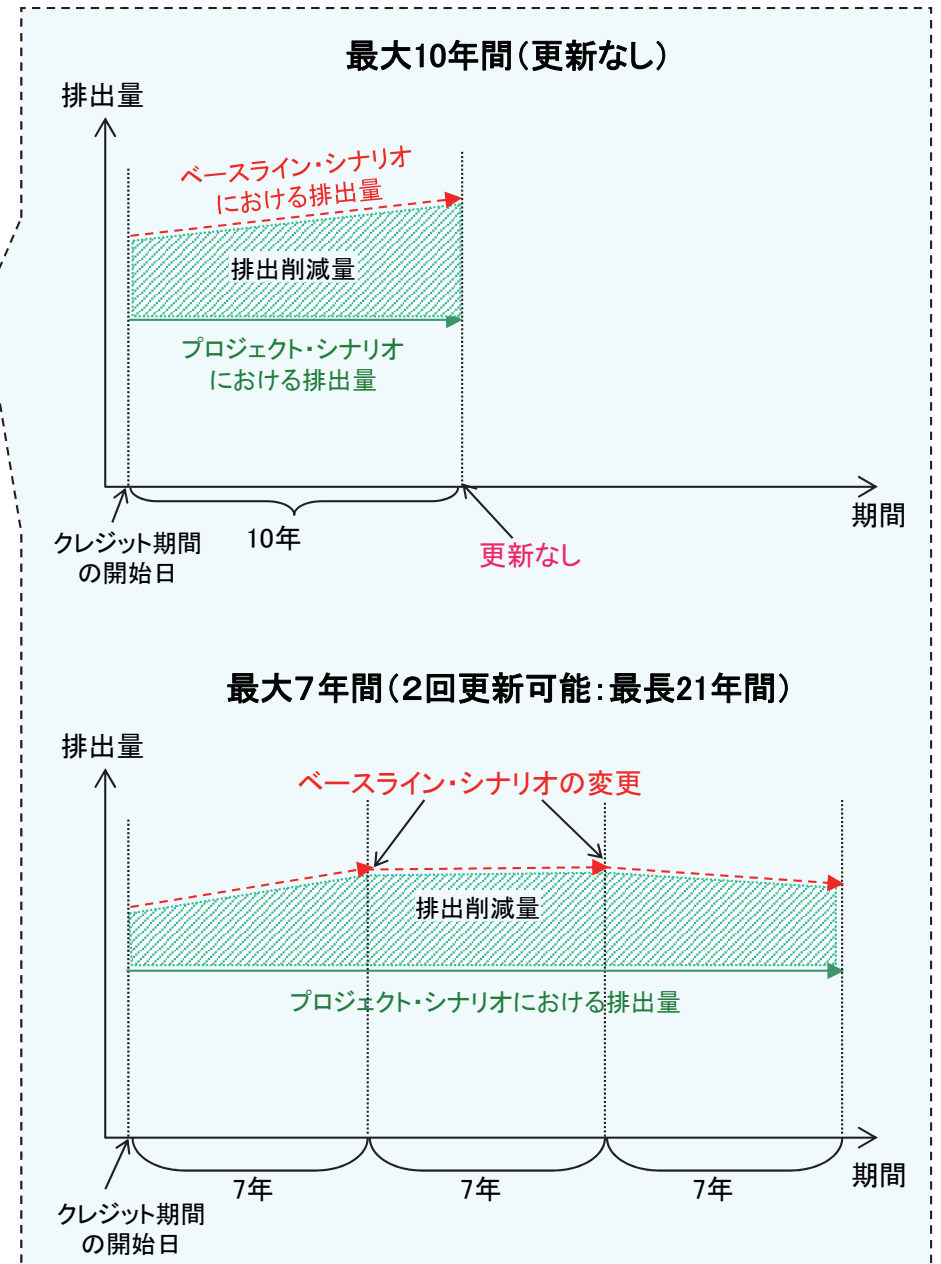 最大10年間(更新なし)
排出量
ベースライン・シナリオ
における排出量
排出削減量
プロジェクト・シナリオ
における排出量
期間
クレジット期間
の開始日
10年
更新なし
最大7年間(2回更新可能:最長21年間)
排出量
ベースライン・シナリオの変更
排出削減量
プロジェクト・シナリオにおける排出量
期間
7年
7年
7年
クレジット期間
の開始日